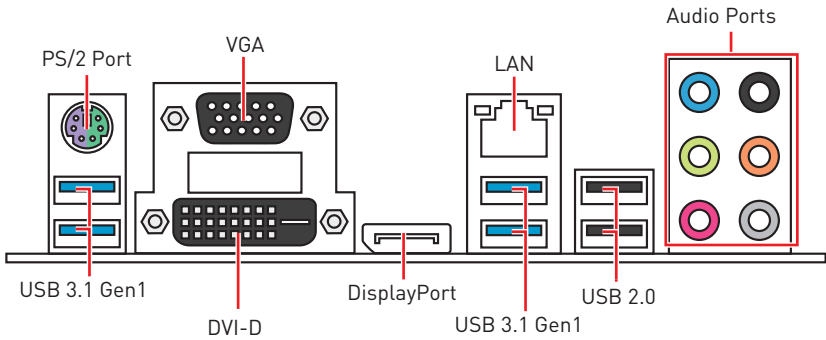 Audio Ports
VGA
PS/2 Port
LAN
USB 3.1 Gen1
DisplayPort
USB 2.0
DVI-D
USB 3.1 Gen1